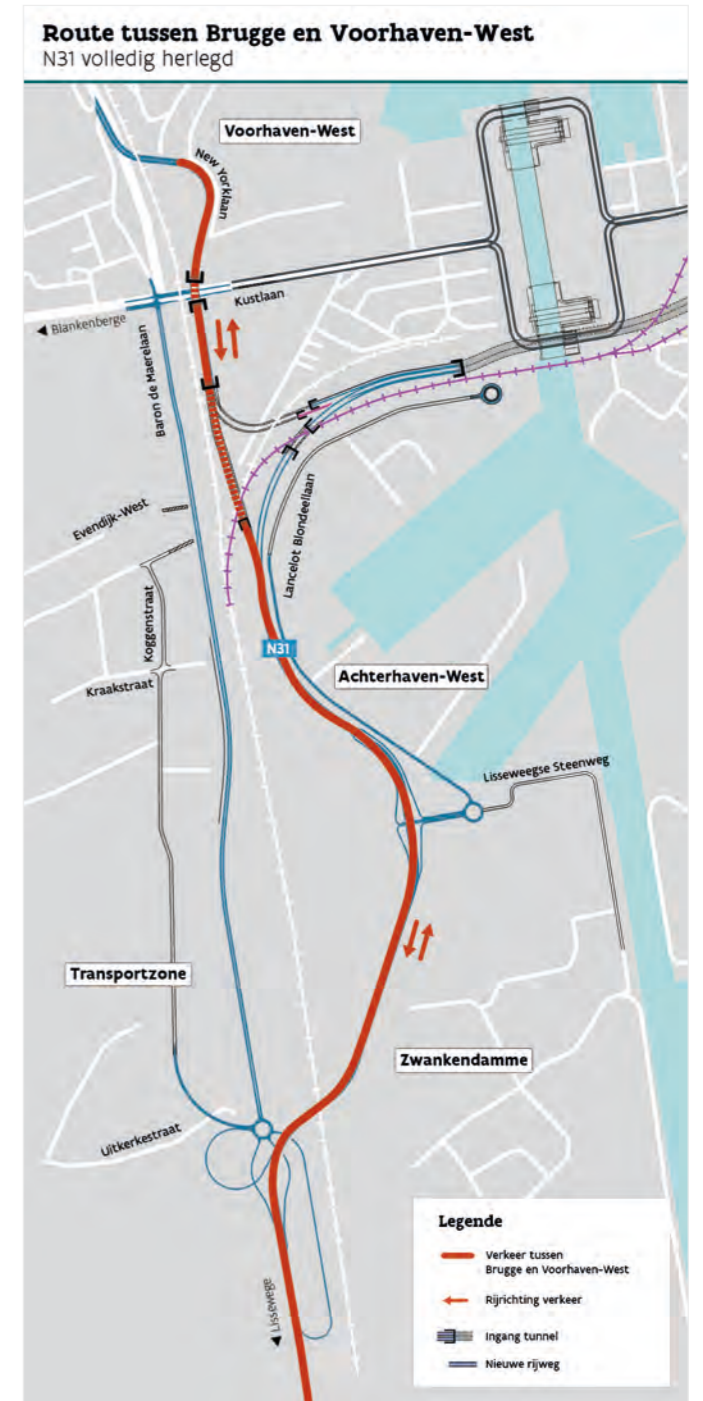 Route tussen Brugge en Voorhaven-West
N31 volledig herlegd
Voorhaven-West
New Yorklaan
Kustlaan
Blankenberge
Baron de Maerelaan
Evendijk-West
Lancelot Blondeellaan
Koggenstraat
N31
Kraakstraat
Achterhaven-West
Lisseweegse Steenweg
Transportzone
Zwankendamme
Uitkerkestraat
Lissewege
Legende
Verkeer tussen
Brugge en Voorhaven-West
Rijrichting verkeer
Ingang tunnel
Nieuwe rijweg